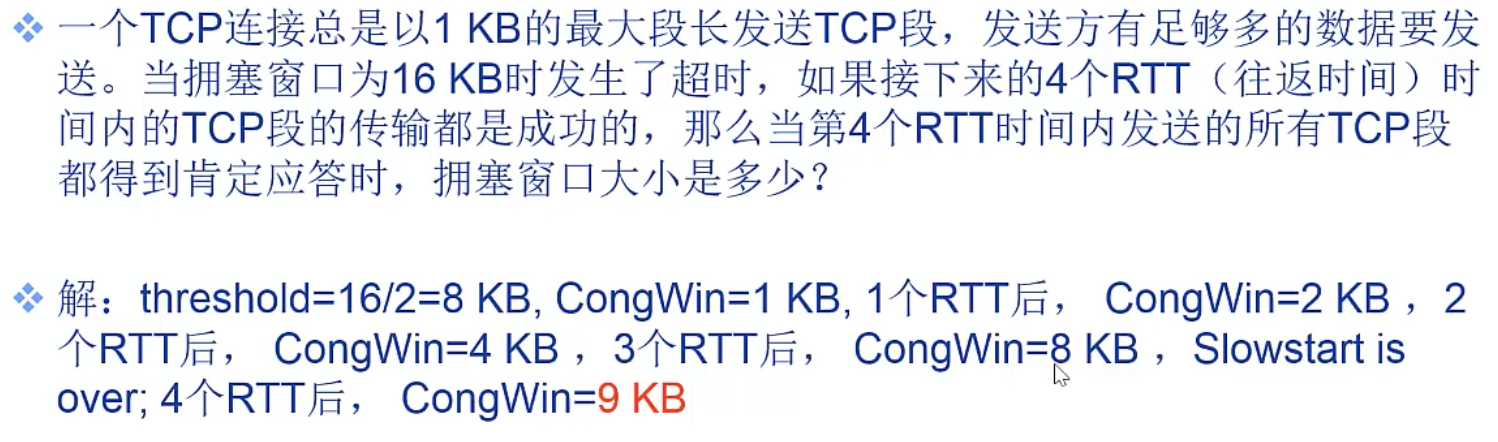 ❖ 一个TCP连接总是以1 KB的最大段长发送TCP段，发送方有足够多的数据要发
送。当拥塞窗口为16 KB时发生了超时，如果接下来的4个RTT（往返时间）时
间内的TCP段的传输都是成功的，那么当第4个RTT时间内发送的所有TCP段
都得到肯定应答时，拥塞窗口大小是多少？
❖ 解：threshold=16/2=8 KB, CongWin=1 KB, 1个RTT后， CongWin=2 KB ，2
个RTT后， CongWin=4 KB ，3个RTT后， CongWin=8 KB ，Slowstart is
over; 4个RTT后， CongWin=9 KB